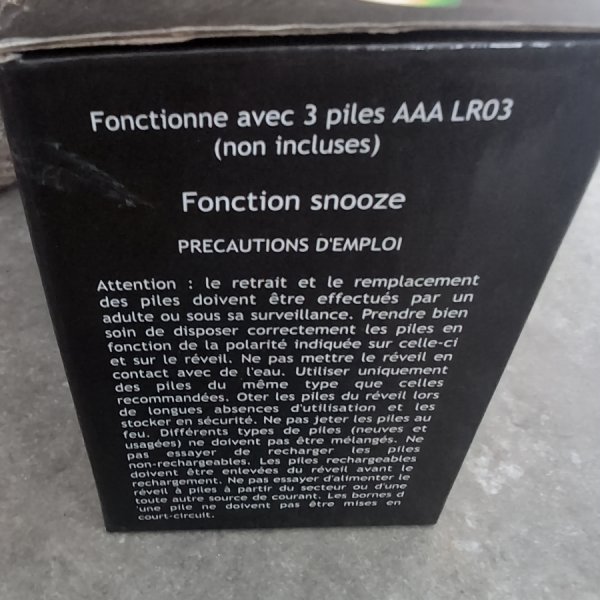 Fonctionne avec 3 piles AAA LR03
(non incluses)
Fonction snooze
PRECAUTIONS D'EMPLOI
Attention : le retrait et le remplacement
des piles doivent être effectués par un
adulte ou sous sa surveillance. Prendre bien
soin de disposer correctement les piles en
fonction de la polarité indiquée sur celle-ci
et sur le réveil. Ne pas mettre le réveil en
contact avec de l'eau. Utiliser uniquement
des piles du même type que celles
recommandées. Oter les piles du réveil lors
de longues absences d'utilisation et les
stocker en sécurité. Ne pas jeter les piles au
feu. Différents types de piles (neuves et
usagées) ne doivent pas être mélangés. Ne
pas essayer de recharger les piles
non-rechargeables. Les piles rechargeables
doivent être enlevées du réveil avant le
rechargement. Ne pas essayer d'alimenter le
réveil à piles à partir du secteur ou d'une
toute autre source de courant. Les bornes d
'une pile ne doivent pas être mises en
court-circuit.